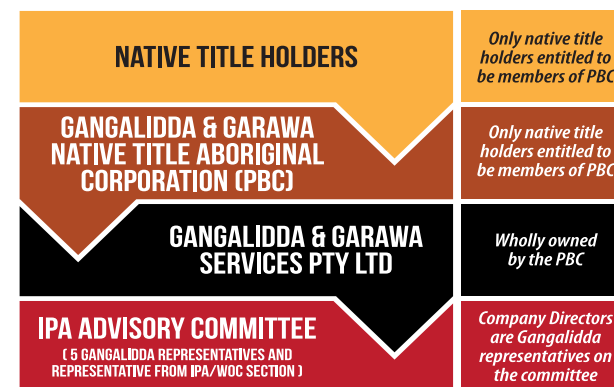 NATIVE TITLE HOLDERS
Only native title
holders entitled to
be members of PBC
GANGALIDDA & GARAWA
NATIVE TITLE ABORIGINAL
CORPORATION (PBC)
Only native title
holders entitled to
be members of PBC
GANGALIDDA & GARAWA
SERVICES PTY LTD
Wholly owned
by the PBC
IPA ADVISORY COMMITTEE
( 5 GANGALIDDA REPRESENTATIVES AND
REPRESENTATIVE FROM IPA/WOC SECTION )
Company Directors
are Gangalidda
representatives on
the committee